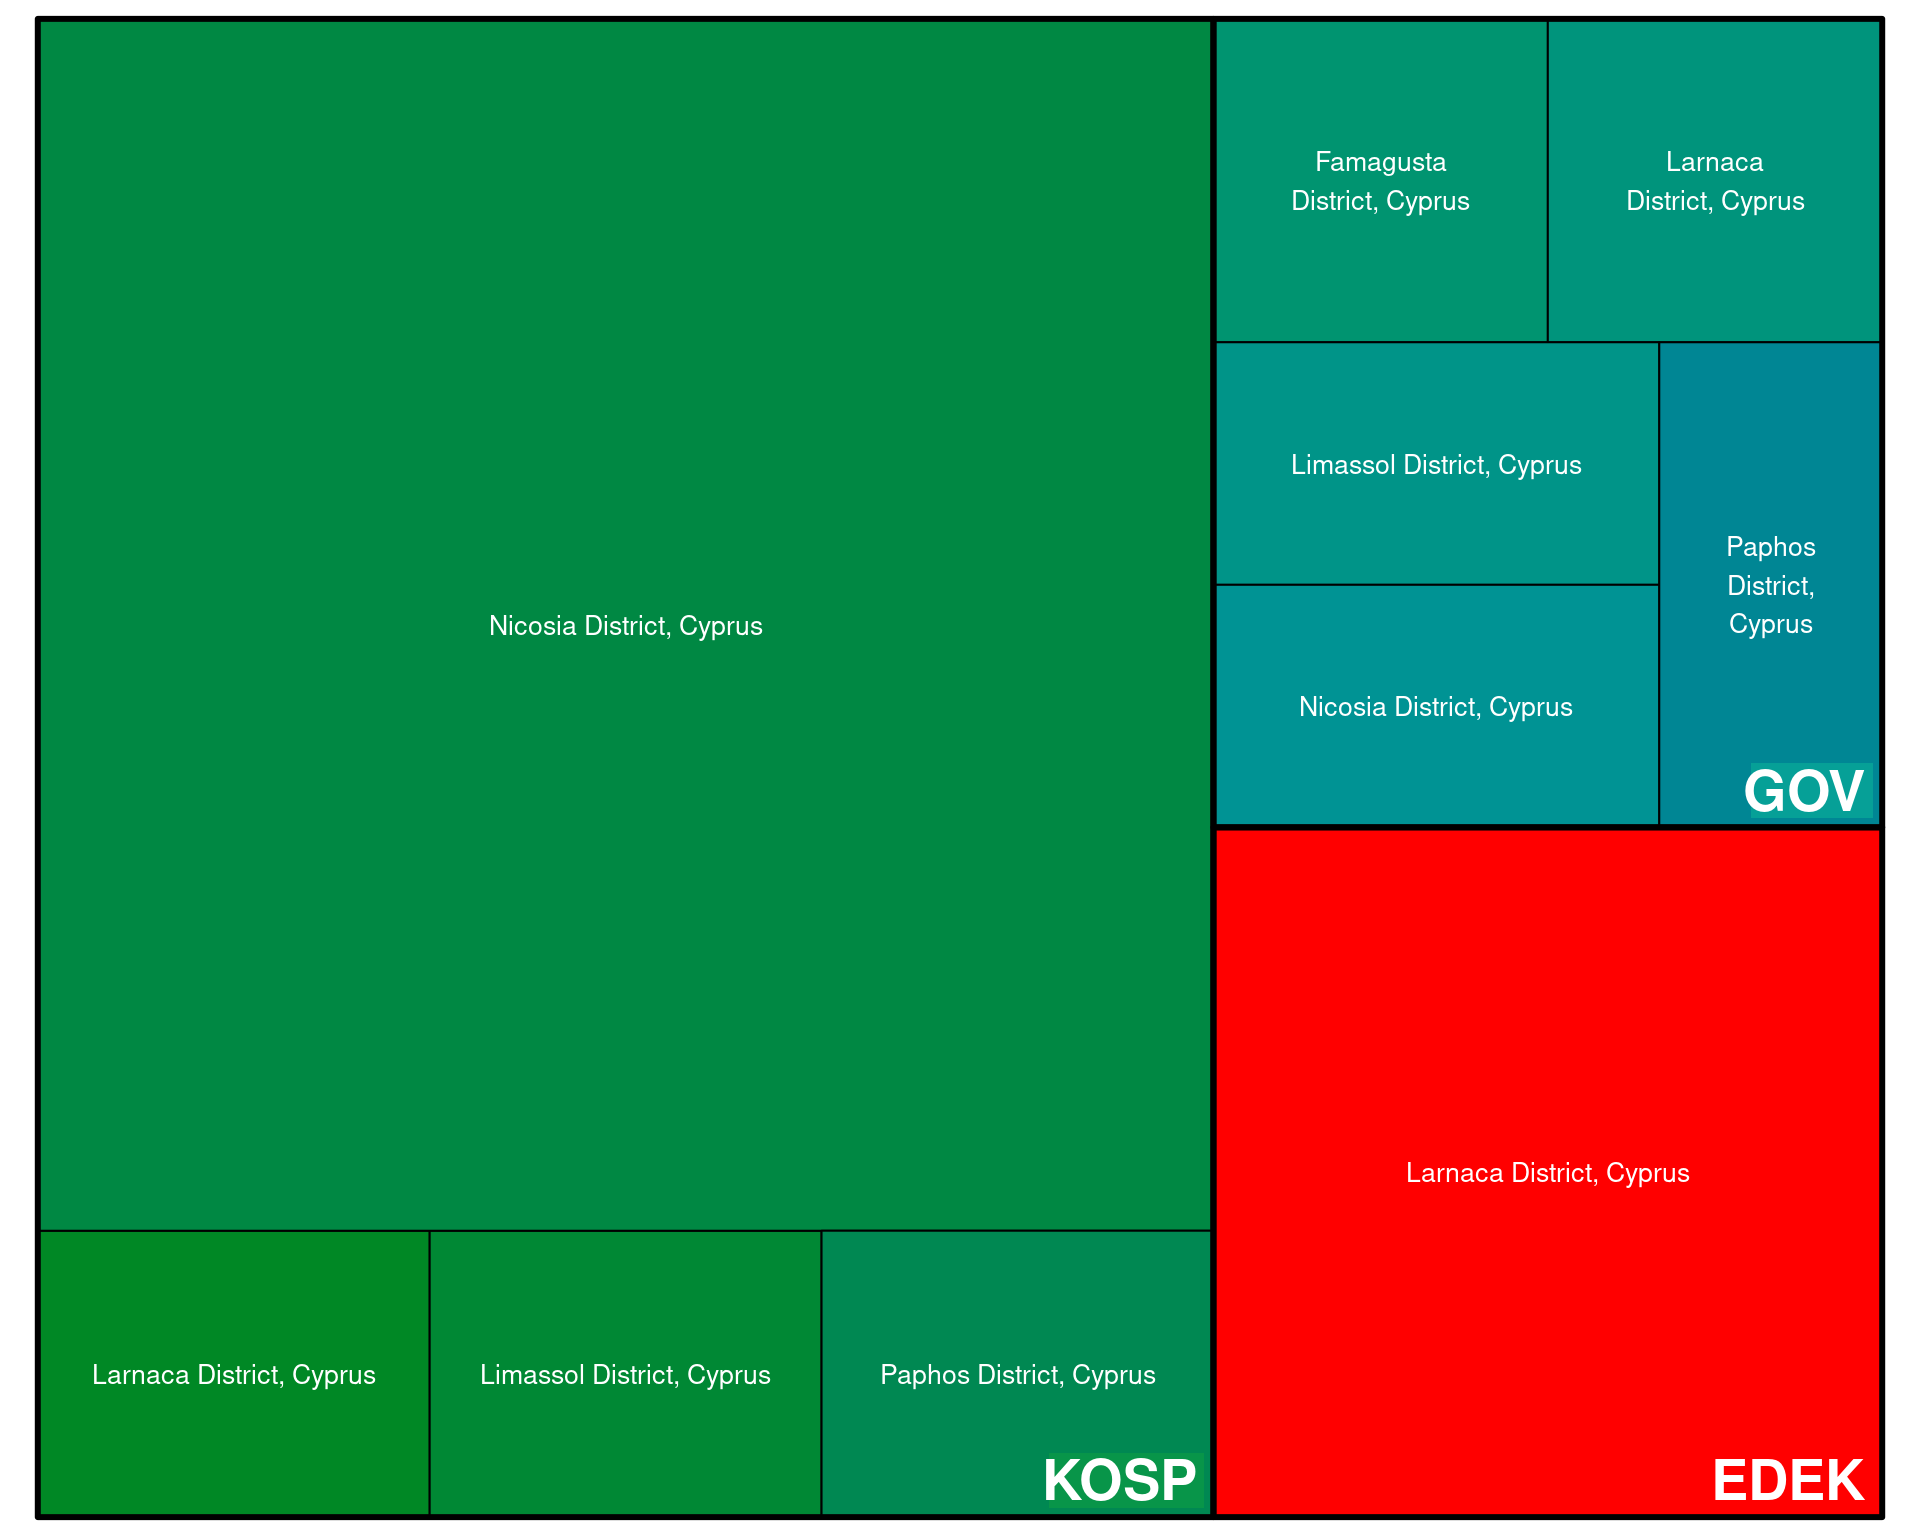 Nicosia District, Cyprus
Larnaca District, Cyprus
Limassol District, Cyprus
Paphos District, Cyprus
KOSP
Famagusta
District, Cyprus
Larnaca
District, Cyprus
Limassol District, Cyprus
Nicosia District, Cyprus
Paphos
District,
Cyprus
GOV
Larnaca District, Cyprus
EDEK